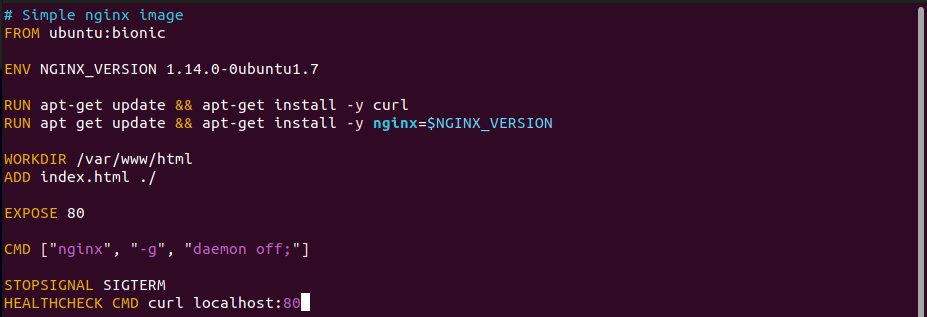 # Simple nginx image
FROM ubuntu:bionic
ENV NGINX_VERSION 1.14.0-0ubuntu1.7
RUN apt-get update && apt-get install -y curl
RUN apt get update && apt-get install -y nginx=$NGINX_VERSION
WORKDIR /var/www/html
ADD index.html ./
EXPOSE 80
CMD ["nginx", "-g", "daemon off;"]
STOPSIGNAL SIGTERM
HEALTHCHECK CMD curl localhost:80